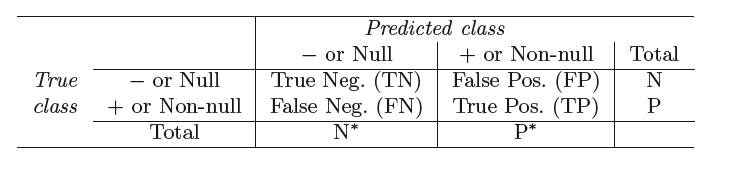 Predicted class
− or Null + or Non-null Total
True − or Null True Neg. (TN) False Pos. (FP) N
class + or Non-null False Neg. (FN) True Pos. (TP) P
Total N* P*